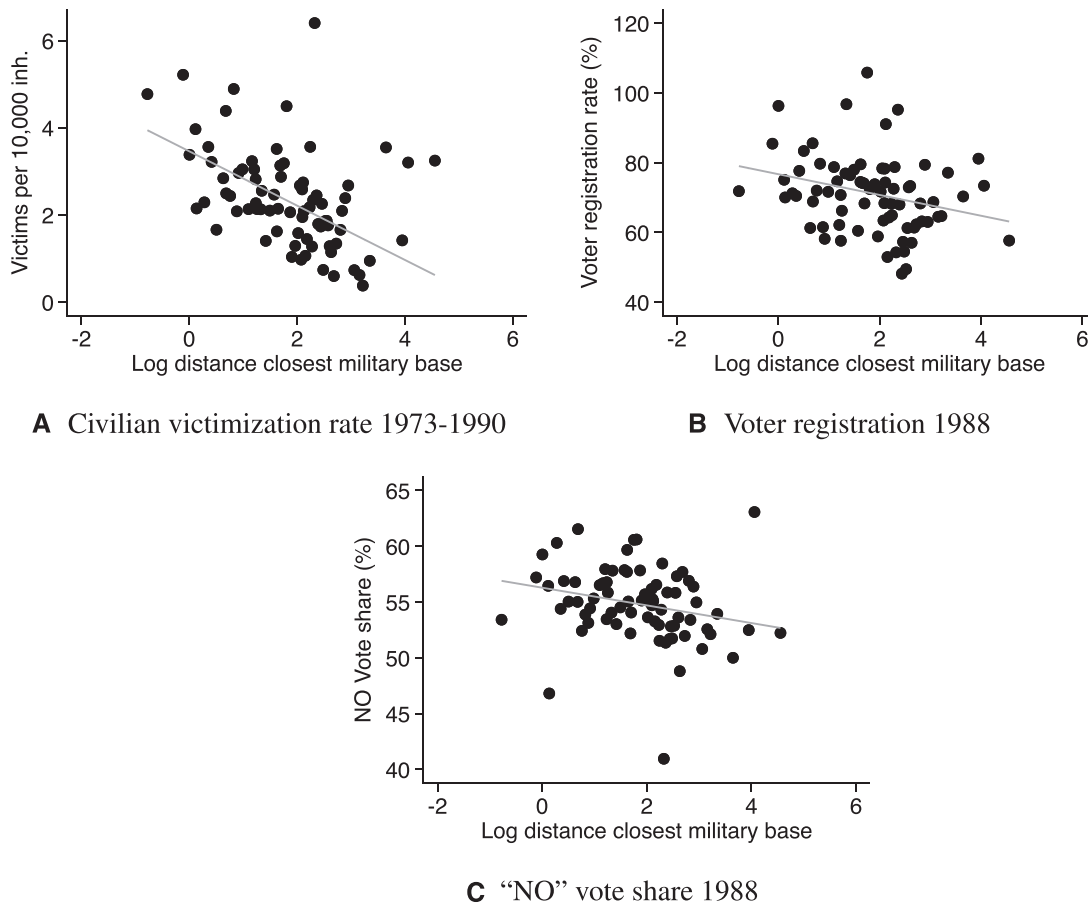 Victims per 10,000 inh.
6
4
2
0
-2 0 2 4 6
Log distance closest military base
A Civilian victimization rate 1973-1990
Voter registration rate (%)
120
100
80
60
40
-2 0 2 4 6
Log distance closest military base
B Voter registration 1988
NO Vote share (%)
65
60
55
50
45
40
-2 0 2 4 6
Log distance closest military base
C “NO” vote share 1988